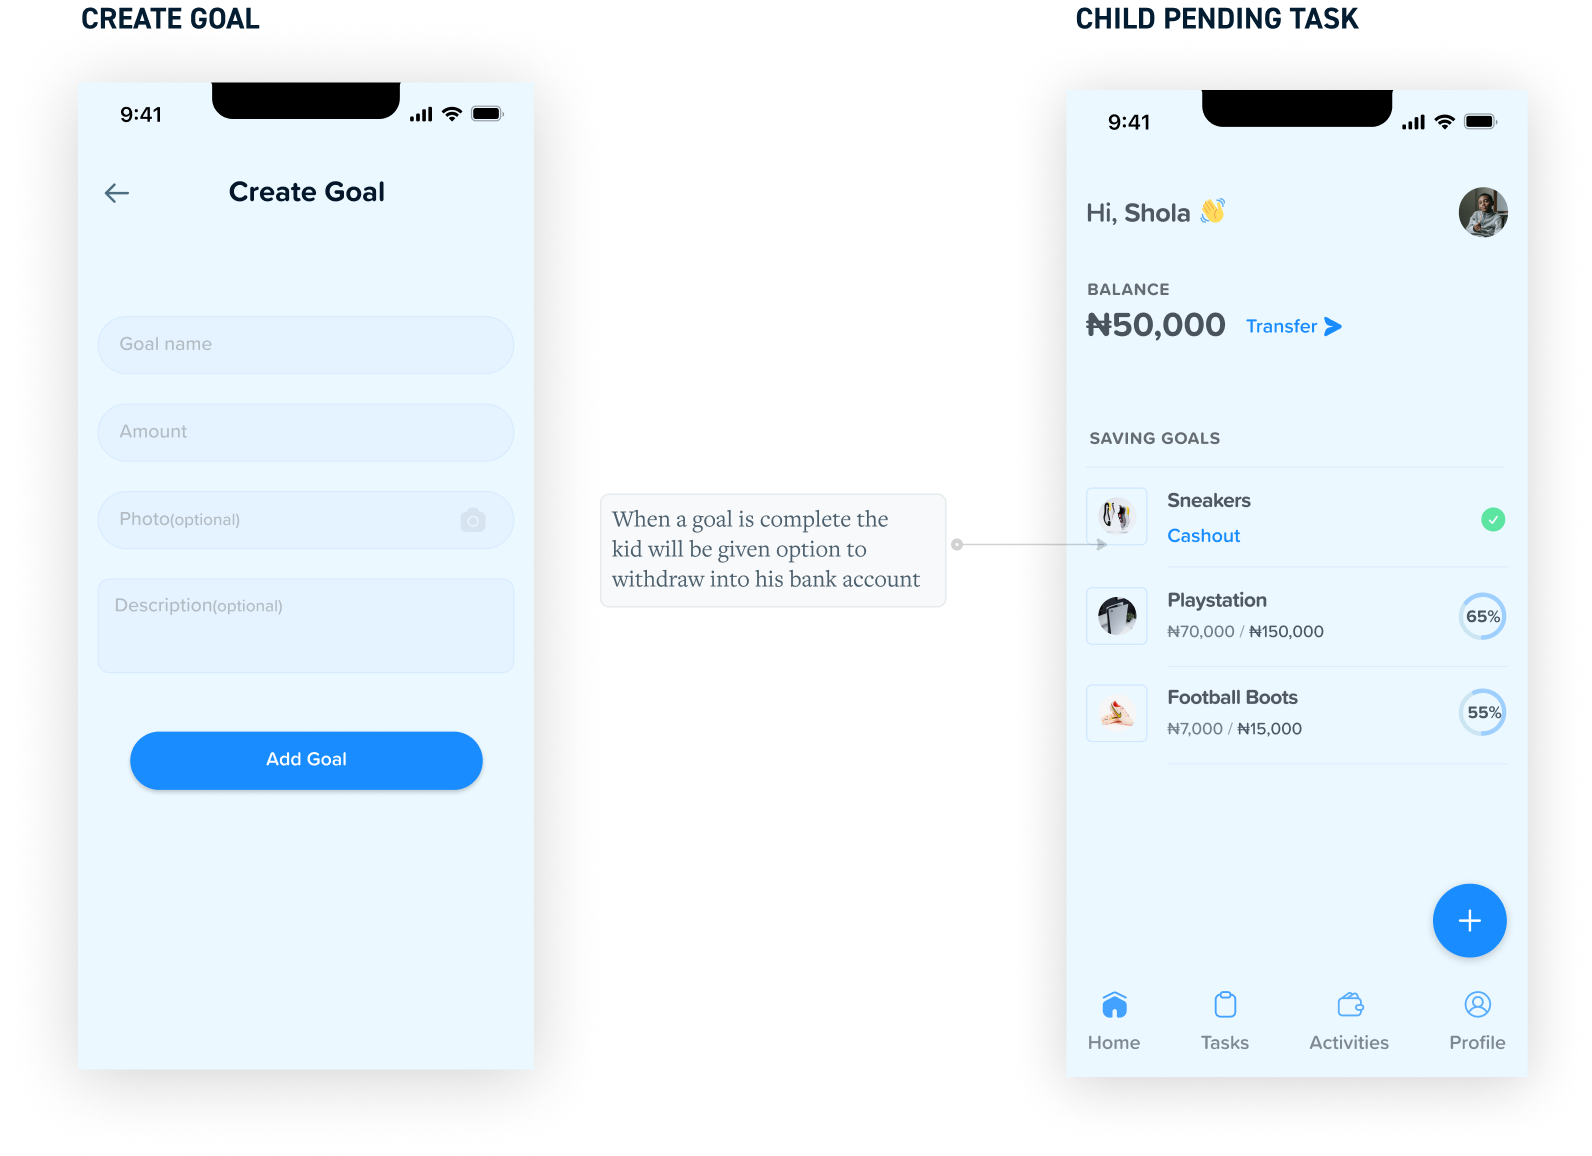 CREATE GOAL
9:41
Create Goal
Goal name
Amount
Photo(optional)
Description(optional)
Add Goal
When a goal is complete the
kid will be given option to
withdraw into his bank account
CHILD PENDING TASK
9:41
Hi, Shola 👋
BALANCE
₦50,000 Transfer
SAVING GOALS
Sneakers
Cashout
Playstation
₦70,000 / ₦150,000
65%
Football Boots
₦7,000 / ₦15,000
55%
Home Tasks Activities Profile